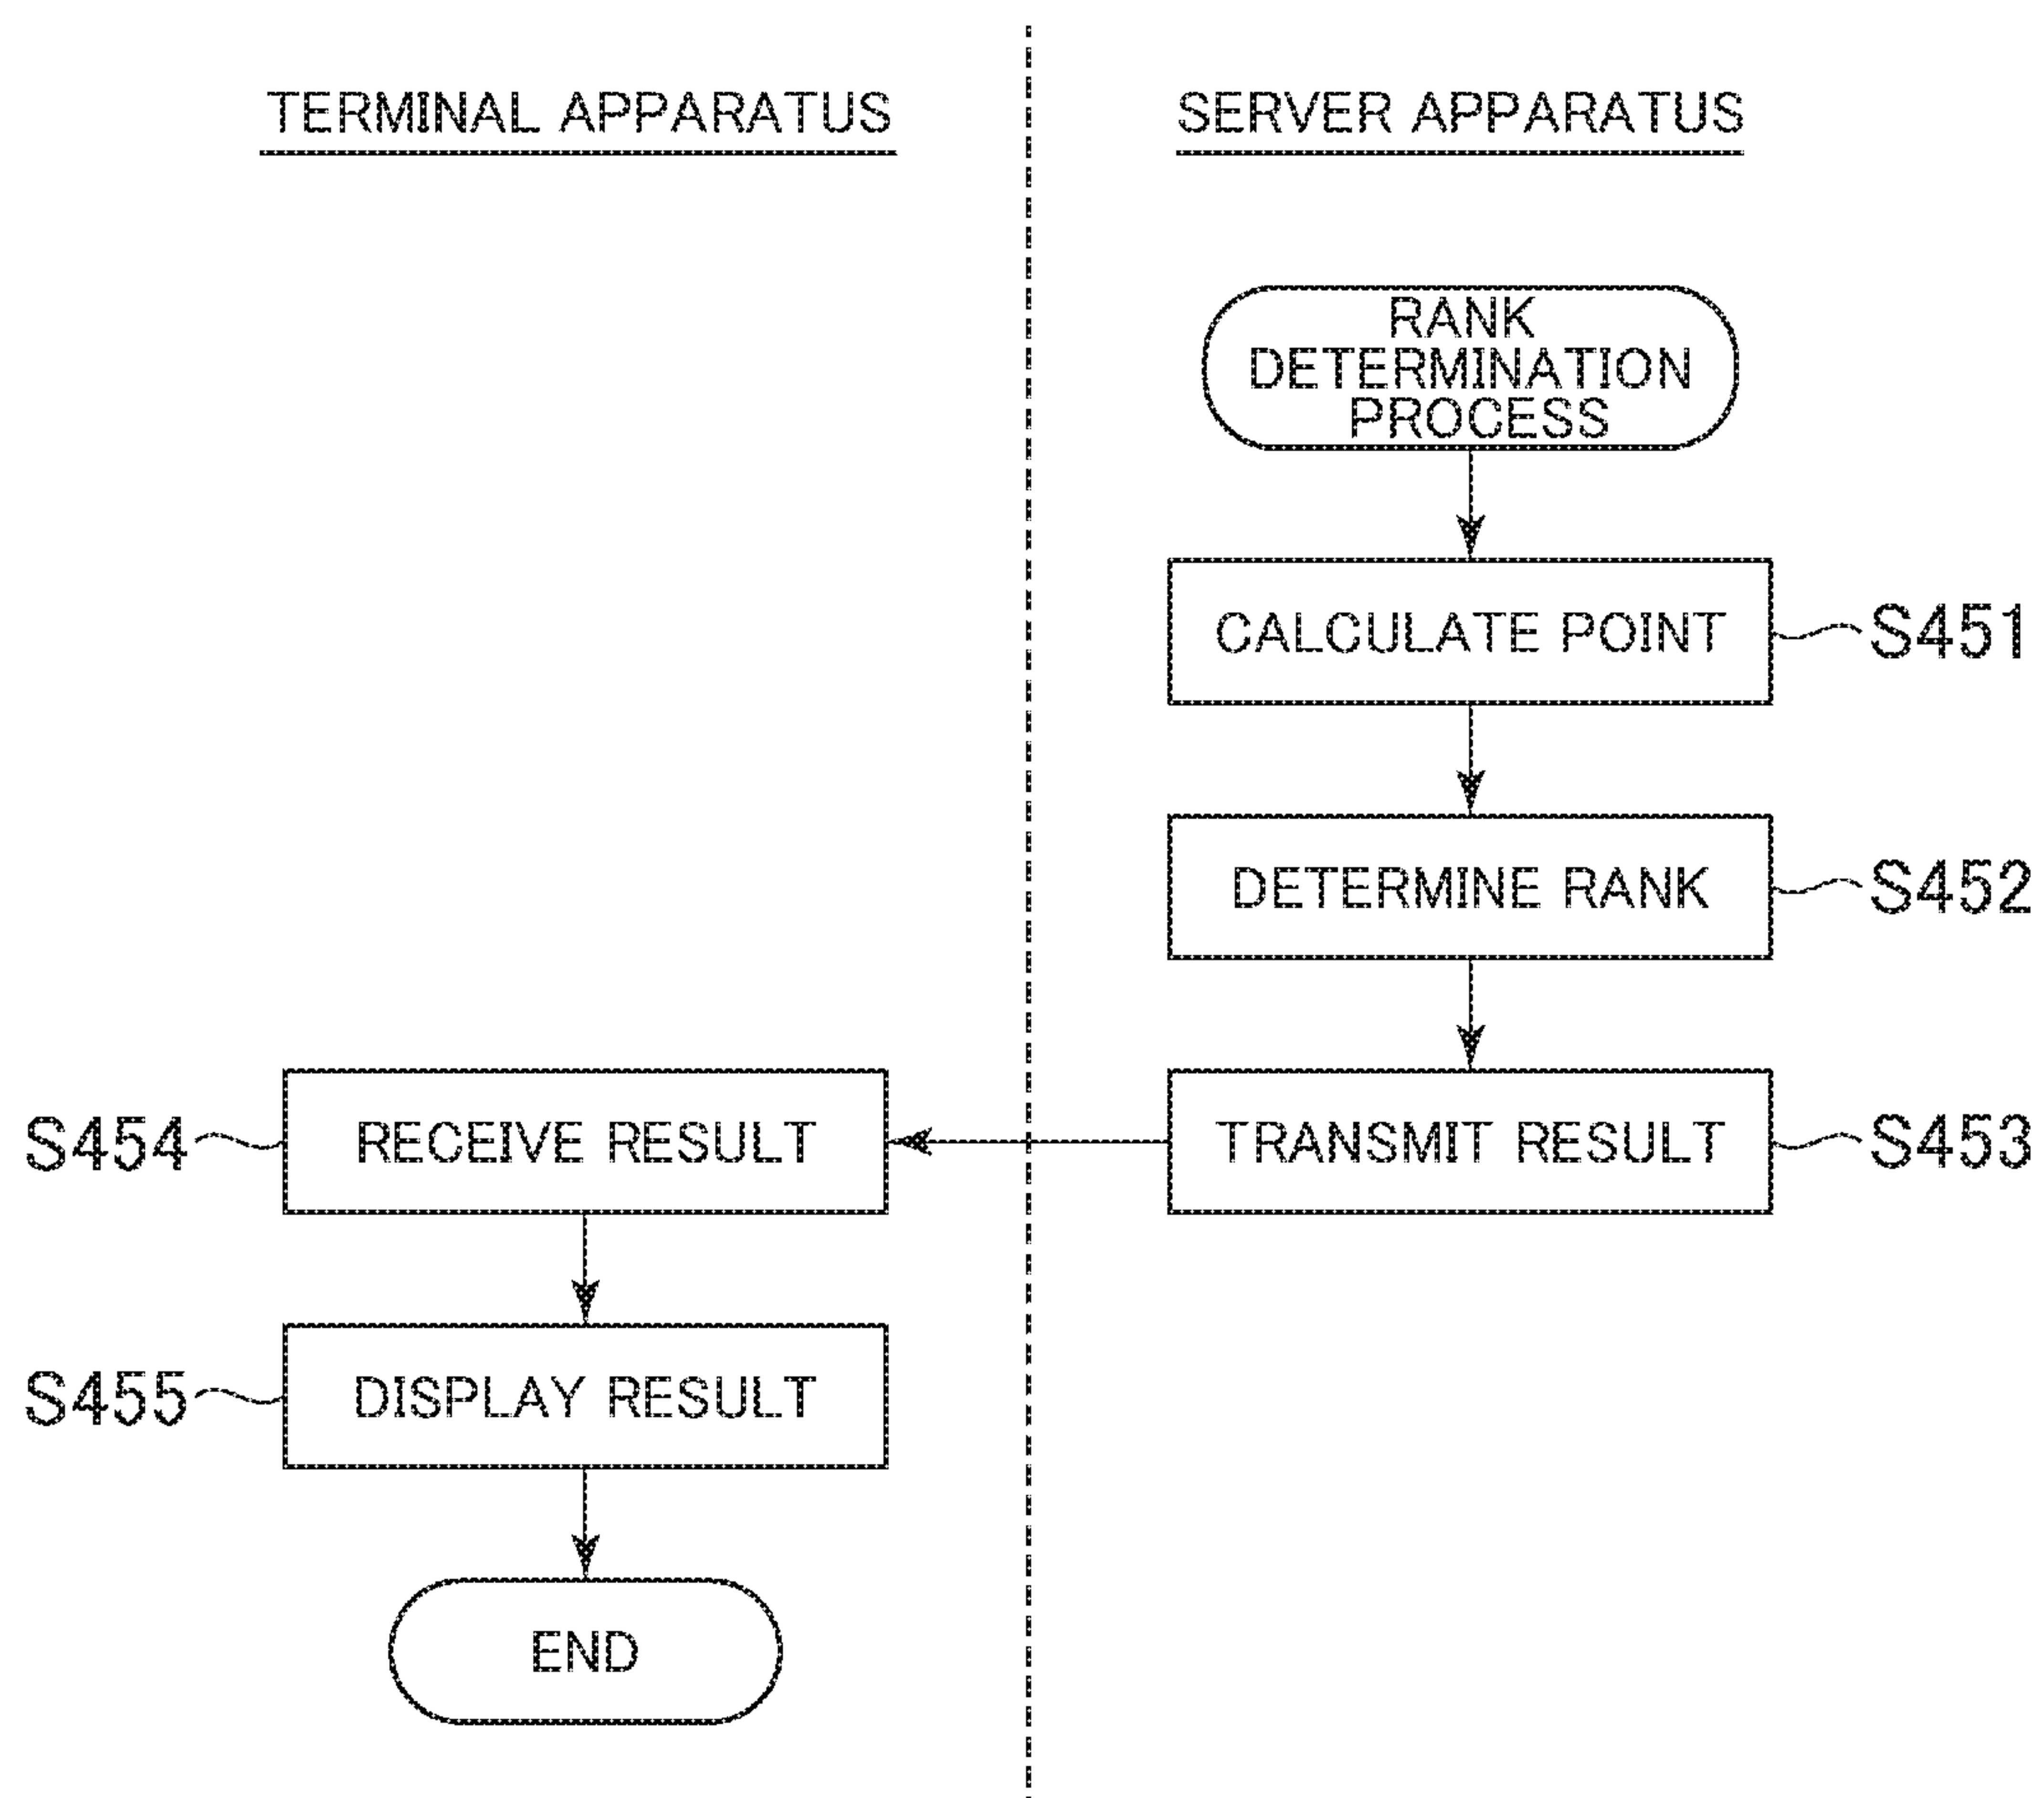 TERMINAL APPARATUS
SERVER APPARATUS
RANK
DETERMINATION
PROCESS
CALCULATE POINT
S451
DETERMINE RANK
S452
S454
RECEIVE RESULT
TRANSMIT RESULT
S453
S455
DISPLAY RESULT
END